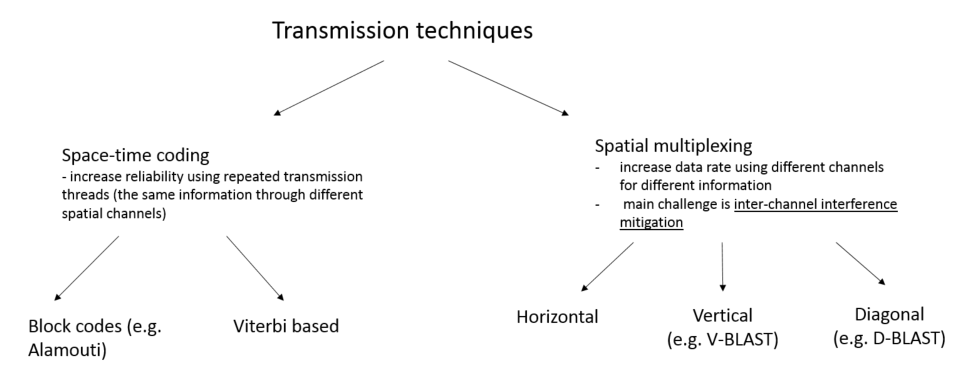 Transmission techniques
Space-time coding
- increase reliability using repeated transmission
threads (the same information through different
spatial channels)
Spatial multiplexing
- increase data rate using different channels
for different information
- main challenge is inter-channel interference
mitigation
Block codes (e.g.
Alamouti)
Viterbi based
Horizontal
Vertical
(e.g. V-BLAST)
Diagonal
(e.g. D-BLAST)